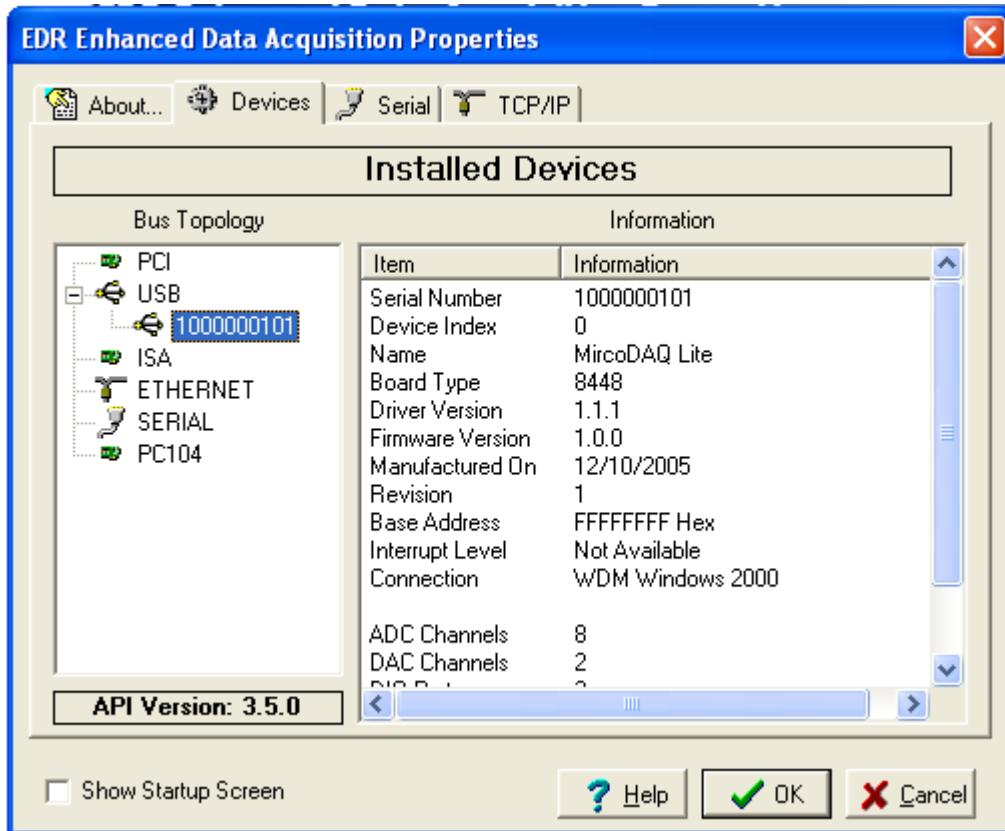 EDR Enhanced Data Acquisition Properties
About... Devices Serial TCP/IP
Installed Devices
Bus Topology
PCI
USB
1000000101
ISA
ETHERNET
SERIAL
PC104
API Version: 3.5.0
Information
Item Information
Serial Number 1000000101
Device Index 0
Name MircoDAQ Lite
Board Type 8448
Driver Version 1.1.1
Firmware Version 1.0.0
Manufactured On 12/10/2005
Revision 1
Base Address FFFFFFFF Hex
Interrupt Level Not Available
Connection WDM Windows 2000
ADC Channels 8
DAC Channels 2
Show Startup Screen
? Help
OK
Cancel